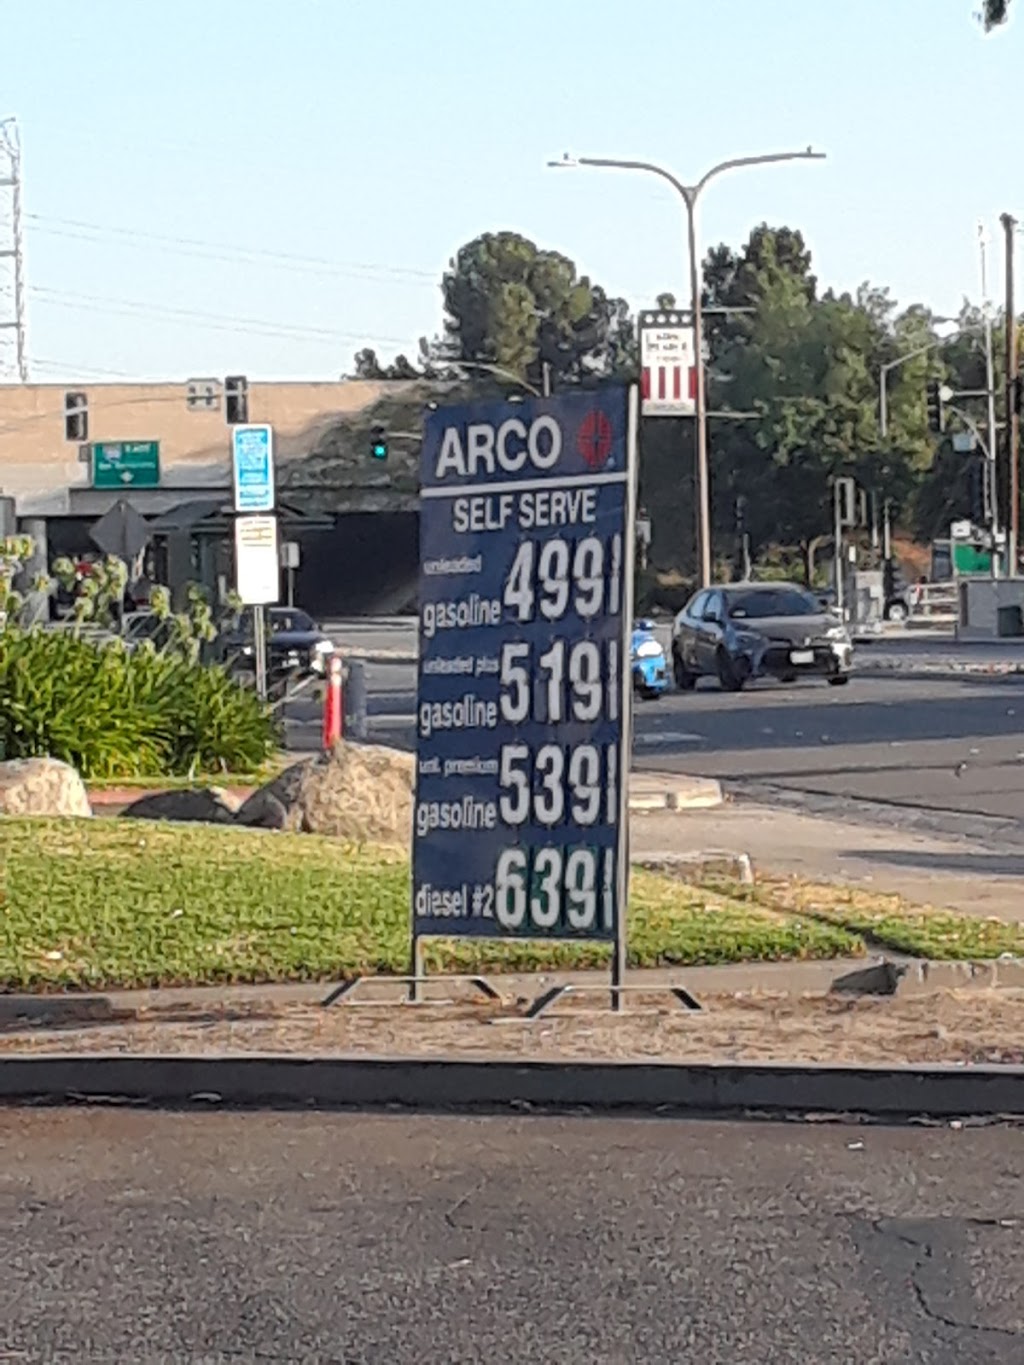 ARCO
SELF SERVE
unleaded
gasoline 4991
unleaded plus
gasoline 5191
unl. premium
gasoline 5391
diesel #2 6391